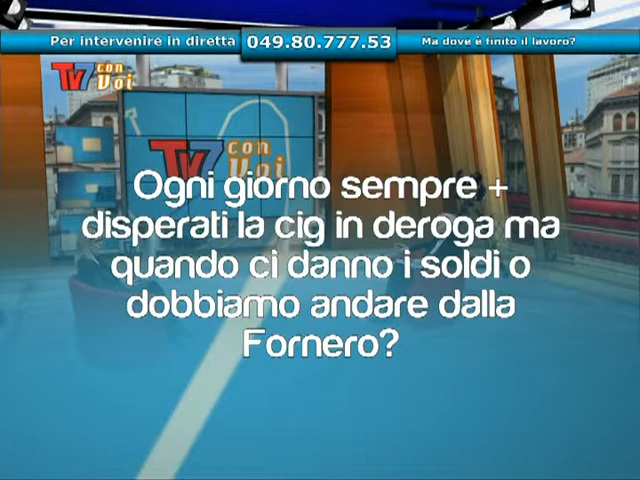 Per intervenire in diretta 049.80.777.53 Ma dove è finito il lavoro?
TV7 con Voi
TV7 con Voi
Ogni giorno sempre +
disperati la cig in deroga ma
quando ci danno i soldi o
dobbiamo andare dalla
Fornero?